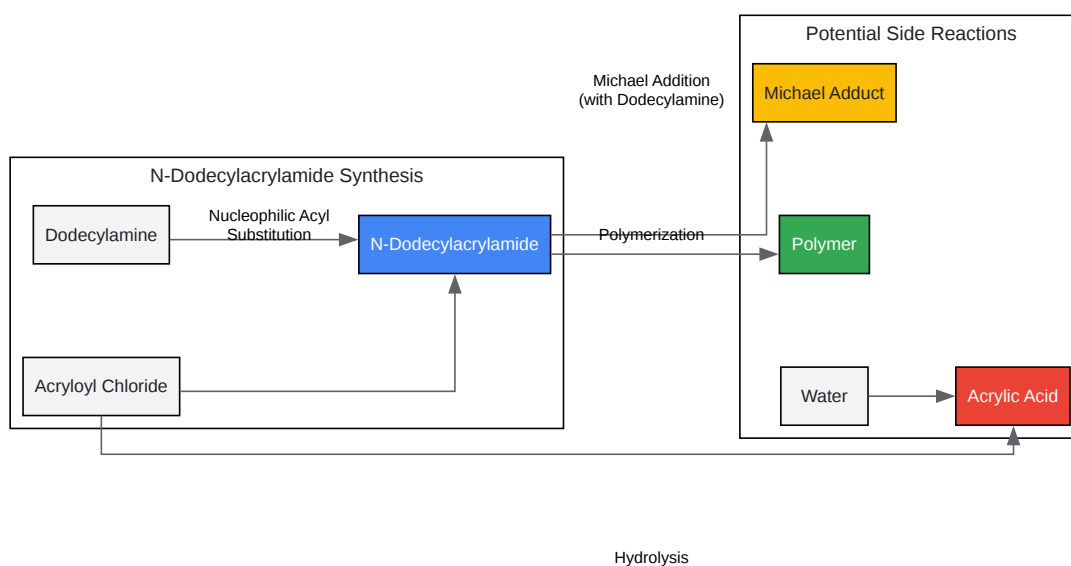 Potential Side Reactions
Michael Addition
(with Dodecylamine)
Michael Adduct
N-Dodecylacrylamide Synthesis
Dodecylamine
Nucleophilic Acyl
Substitution
N-Dodecylacrylamide
Polymerization
Polymer
Acryloyl Chloride
Water
Acrylic Acid
Hydrolysis